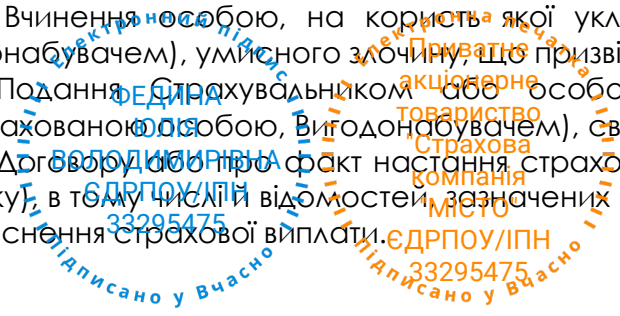 Вчинення особою, на користь якої укл
онабувачем), умисного злочину, що призві
Подання Страхувальником або особо
рахованою особою, Вигодонабувачем), св
Договору або про факт настання страхо
ку), в тому числі й відомостей, зазначених
снення страхової виплати.
Електронний підпис
ФЕДИНА
ЮЛІЯ
ВОЛОДИМИРІВНА
ЄДРПОУ/ІПН
33295475
Підписано у Вчасно
Електронна печатка
Приватне
акціонерне
товариство
"Страхова
компанія
"МІСТО"
ЄДРПОУ/ІПН
33295475
Підписано у Вчасно